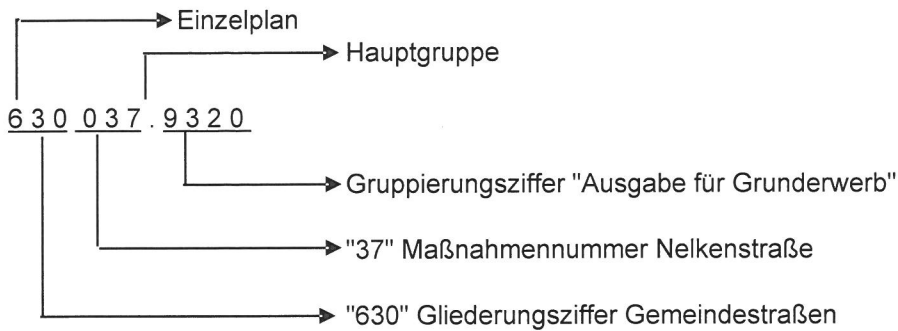 Einzelplan
Hauptgruppe
630 037.9320
Gruppierungsziffer "Ausgabe für Grunderwerb"
"37" Maßnahmennummer Nelkenstraße
"630" Gliederungsziffer Gemeindestraßen